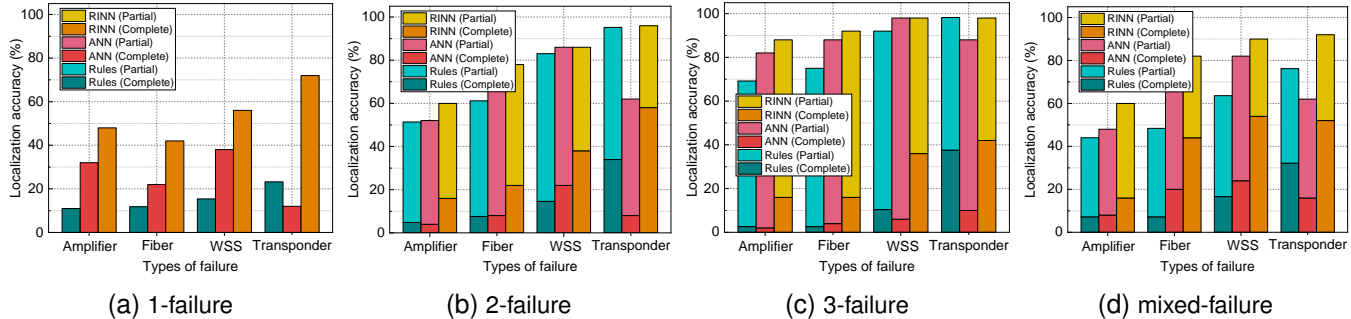 100
80
60
40
20
0
Localization accuracy (%)
RINN (Partial)
RINN (Complete)
ANN (Partial)
ANN (Complete)
Rules (Partial)
Rules (Complete)
Amplifier Fiber WSS Transponder
Types of failure
(a) 1-failure
100
80
60
40
20
0
Localization accuracy (%)
RINN (Partial)
RINN (Complete)
ANN (Partial)
ANN (Complete)
Rules (Partial)
Rules (Complete)
Amplifier Fiber WSS Transponder
Types of failure
(b) 2-failure
100
80
60
40
20
0
Localization accuracy (%)
RINN (Partial)
RINN (Complete)
ANN (Partial)
ANN (Complete)
Rules (Partial)
Rules (Complete)
Amplifier Fiber WSS Transponder
Types of failure
(c) 3-failure
100
80
60
40
20
0
Localization accuracy (%)
RINN (Partial)
RINN (Complete)
ANN (Partial)
ANN (Complete)
Rules (Partial)
Rules (Complete)
Amplifier Fiber WSS Transponder
Types of failure
(d) mixed-failure